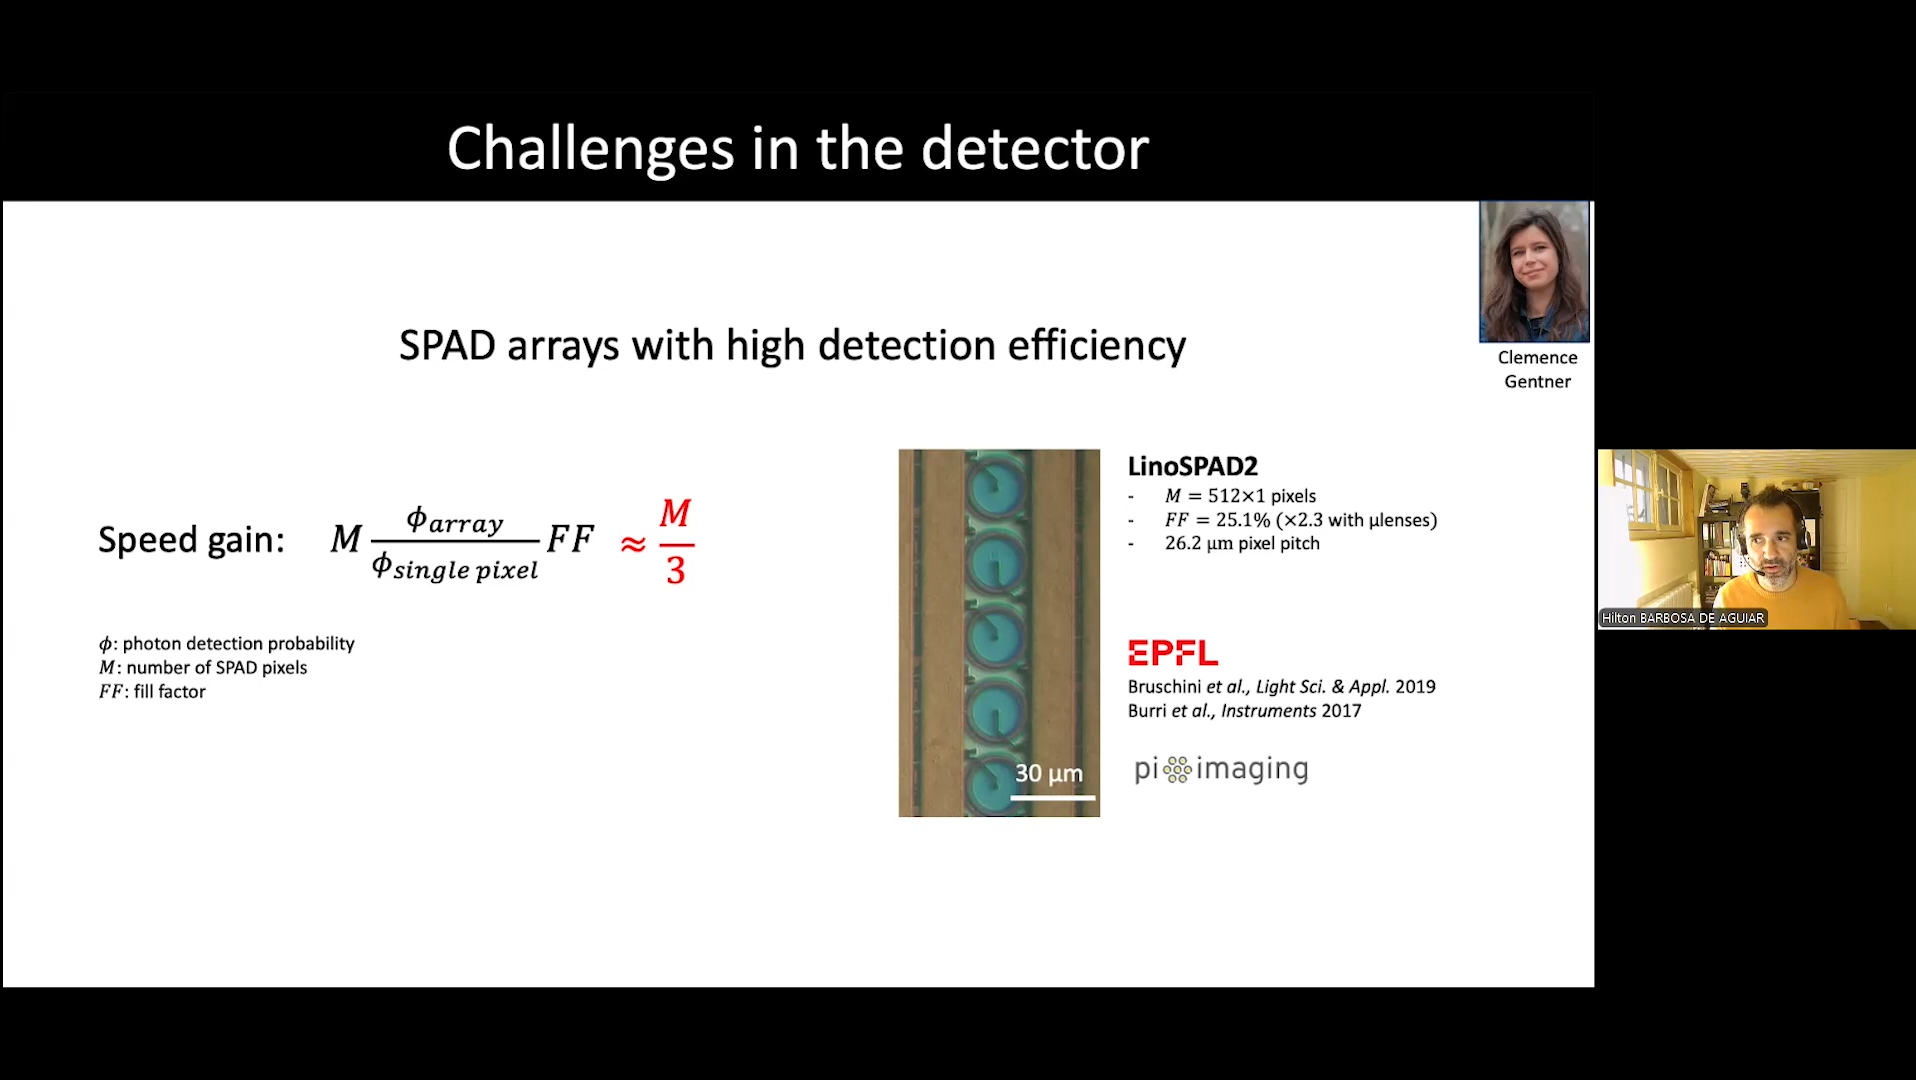 Challenges in the detector
SPAD arrays with high detection efficiency
Clemence
Gentner
Speed gain: M ϕarray / ϕsingle pixel FF ≈ M / 3
ϕ: photon detection probability
M: number of SPAD pixels
FF: fill factor
30 µm
LinoSPAD2
- M = 512×1 pixels
- FF = 25.1% (×2.3 with µlenses)
- 26.2 µm pixel pitch
EPFL
Bruschini et al., Light Sci. & Appl. 2019
Burri et al., Instruments 2017
pi imaging
Hilton BARBOSA DE AGUIAR